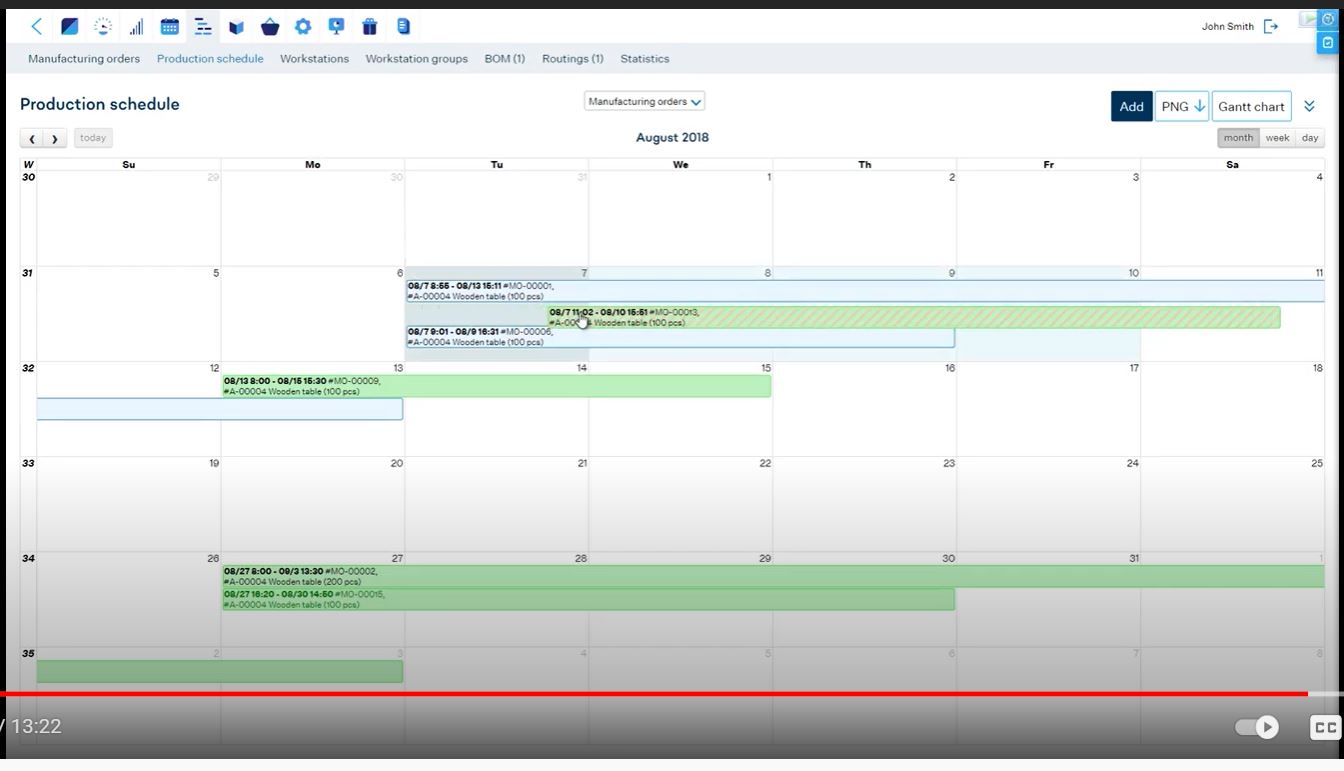 John Smith
Manufacturing orders Production schedule Workstations Workstation groups BOM (1) Routings (1) Statistics
Production schedule
Manufacturing orders
Add PNG Gantt chart
today
August 2018
month week day
W Su Mo Tu We Th Fr Sa
30 29 30 31 1 2 3 4
31 5 6 7 8 9 10 11
08/7 8:55 - 08/13 15:11 #MO-00001,
#A-00004 Wooden table (100 pcs)
08/7 11:02 - 08/10 15:51 #MO-00013,
Wooden table (100 pcs)
08/7 9:01 - 08/9 16:31 #MO-00006,
#A-00004 Wooden table (100 pcs)
32 12 13 14 15 16 17 18
08/13 8:00 - 08/15 15:30 #MO-00009,
#A-00004 Wooden table (100 pcs)
33 19 20 21 22 23 24 25
34 26 27 28 29 30 31 1
08/27 8:00 - 09/3 13:30 #MO-00002,
#A-00004 Wooden table (200 pcs)
08/27 16:20 - 08/30 14:50 #MO-00015,
#A-00004 Wooden table (100 pcs)
35 2 3 4 5 6 7 8
/ 13:22
CC